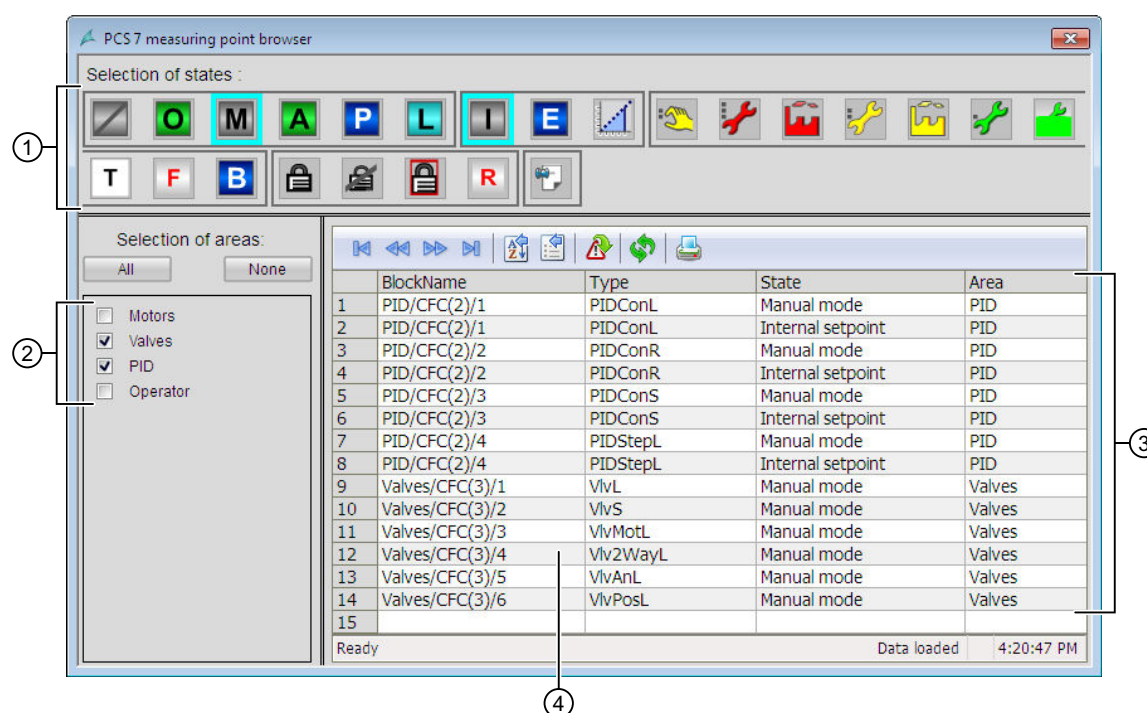 PCS 7 measuring point browser
Selection of states :
O M A P L I E
T F B R
1
Selection of areas:
All None
Motors
Valves
PID
Operator
2
BlockName Type State Area
1 PID/CFC(2)/1 PIDConL Manual mode PID
2 PID/CFC(2)/1 PIDConL Internal setpoint PID
3 PID/CFC(2)/2 PIDConR Manual mode PID
4 PID/CFC(2)/2 PIDConR Internal setpoint PID
5 PID/CFC(2)/3 PIDConS Manual mode PID
6 PID/CFC(2)/3 PIDConS Internal setpoint PID
7 PID/CFC(2)/4 PIDStepL Manual mode PID
8 PID/CFC(2)/4 PIDStepL Internal setpoint PID
9 Valves/CFC(3)/1 VlvL Manual mode Valves
10 Valves/CFC(3)/2 VlvS Manual mode Valves
11 Valves/CFC(3)/3 VlvMotL Manual mode Valves
12 Valves/CFC(3)/4 Vlv2WayL Manual mode Valves
13 Valves/CFC(3)/5 VlvAnL Manual mode Valves
14 Valves/CFC(3)/6 VlvPosL Manual mode Valves
15
Ready Data loaded 4:20:47 PM
3
4